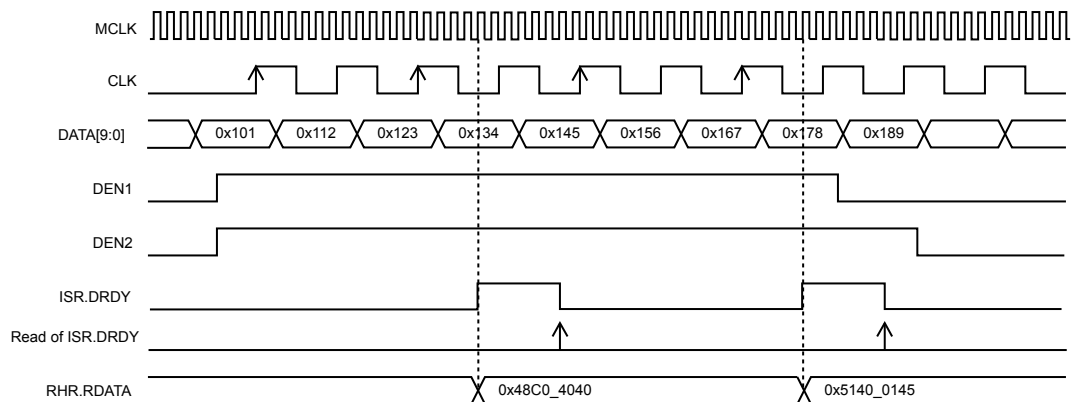 MCLK
CLK
DATA[9:0] 0x101 0x112 0x123 0x134 0x145 0x156 0x167 0x178 0x189
DEN1
DEN2
ISR.DRDY
Read of ISR.DRDY
RHR.RDATA 0x48C0_4040 0x5140_0145